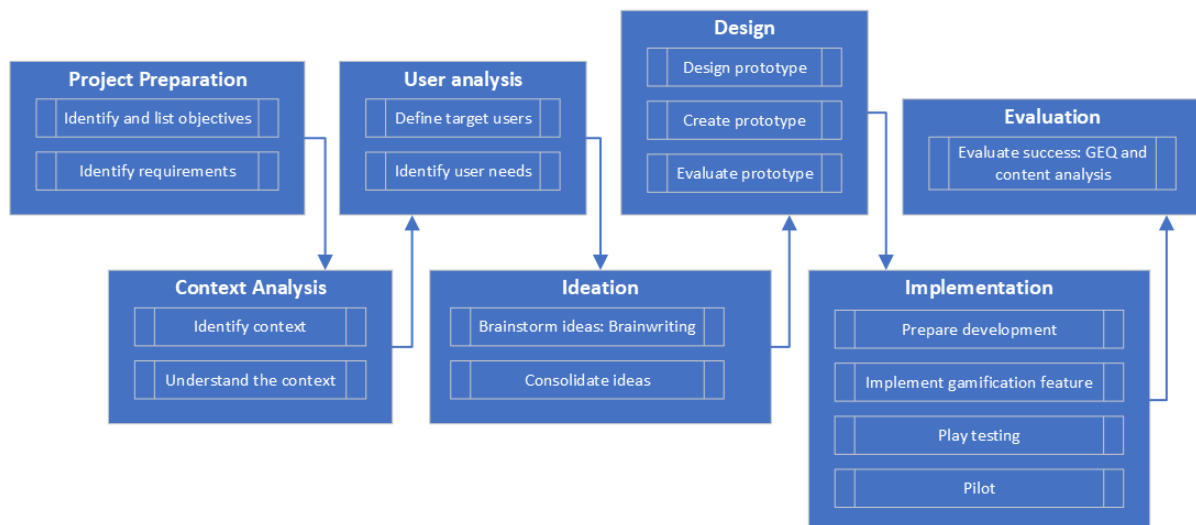 Project Preparation
Identify and list objectives
Identify requirements
Context Analysis
Identify context
Understand the context
User analysis
Define target users
Identify user needs
Ideation
Brainstorm ideas: Brainwriting
Consolidate ideas
Design
Design prototype
Create prototype
Evaluate prototype
Implementation
Prepare development
Implement gamification feature
Play testing
Pilot
Evaluation
Evaluate success: GEQ and
content analysis